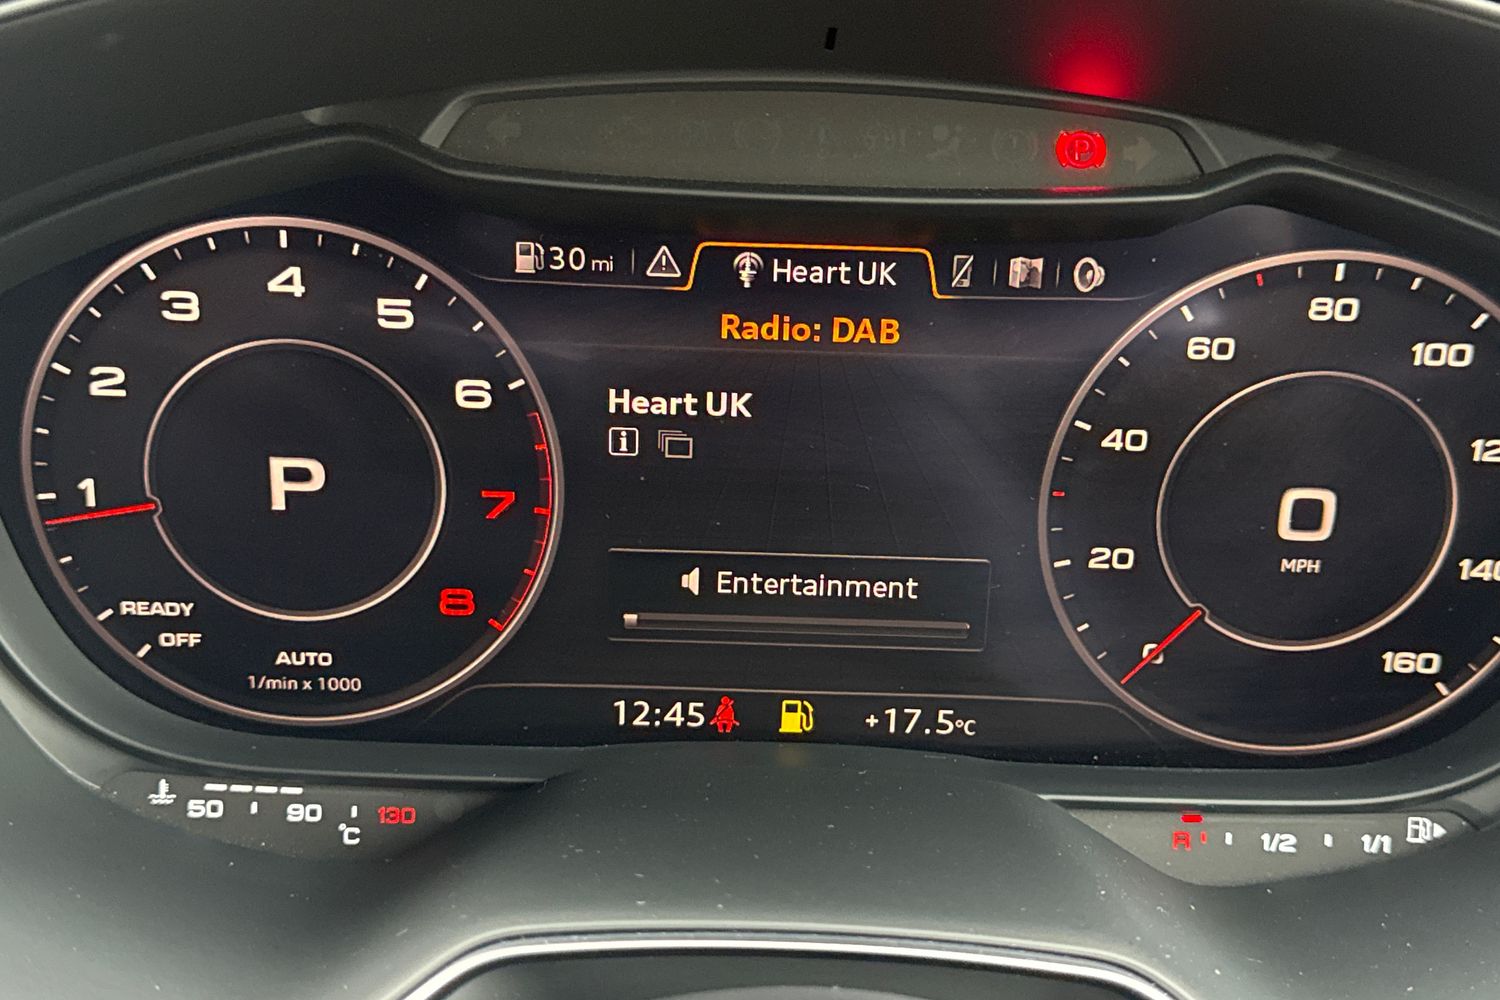 P
30 mi
Heart UK
Radio: DAB
Heart UK
i
Entertainment
12:45
+17.5°C
1
2
3
4
5
6
7
8
P
READY
OFF
AUTO
1/min x 1000
0
20
40
60
80
100
140
160
0
MPH
50
90
130
°C
R
1/2
1/1